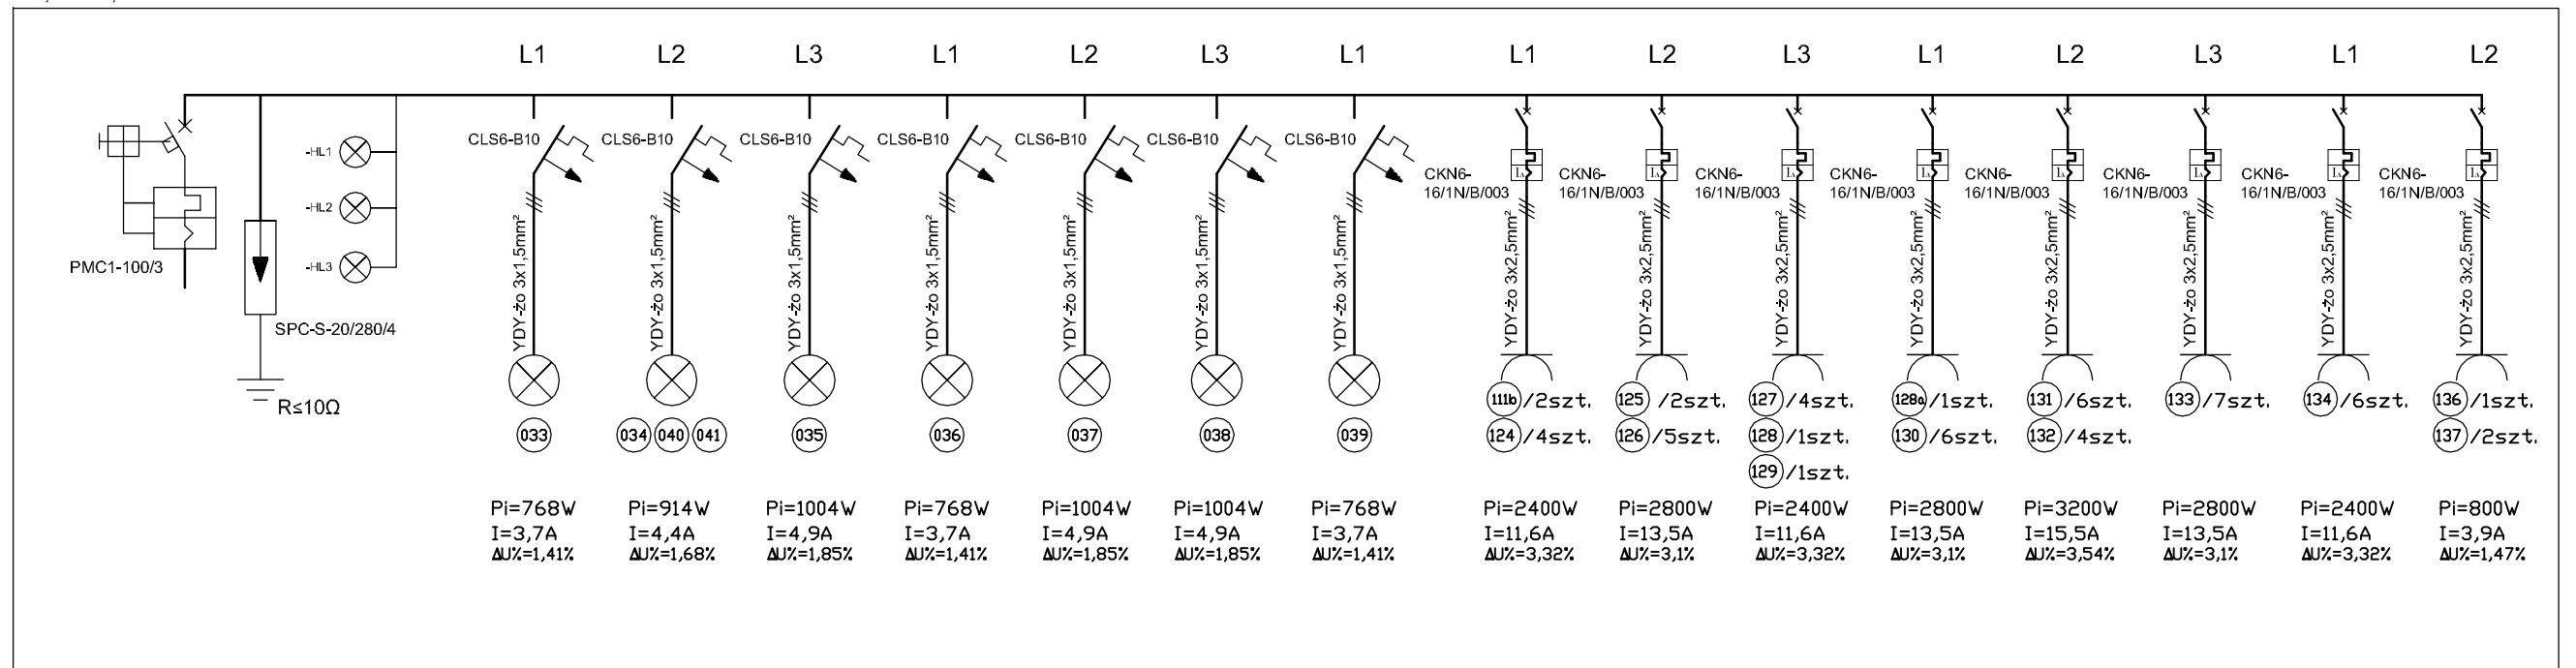 L1 L2 L3 L1 L2 L3 L1 L1 L2 L3 L1 L2 L3 L1 L2
CLS6-B10 CLS6-B10 CLS6-B10 CLS6-B10 CLS6-B10 CLS6-B10 CLS6-B10
-HL1
-HL2
-HL3
CKN6- CKN6- CKN6- CKN6- CKN6- CKN6- CKN6- CKN6-
16/1N/B/003 16/1N/B/003 16/1N/B/003 16/1N/B/003 16/1N/B/003 16/1N/B/003 16/1N/B/003 16/1N/B/003
PMC1-100/3
SPC-S-20/280/4
R≤10Ω
YDY-żo 3x1,5mm² YDY-żo 3x1,5mm² YDY-żo 3x1,5mm² YDY-żo 3x1,5mm² YDY-żo 3x1,5mm² YDY-żo 3x1,5mm² YDY-żo 3x1,5mm² YDY-żo 3x2,5mm² YDY-żo 3x2,5mm² YDY-żo 3x2,5mm² YDY-żo 3x2,5mm² YDY-żo 3x2,5mm² YDY-żo 3x2,5mm² YDY-żo 3x2,5mm² YDY-żo 3x2,5mm²
111b /2szt. 125 /2szt. 127 /4szt. 128a /1szt. 131 /6szt. 133 /7szt. 134 /6szt. 136 /1szt.
033 034 040 041 035 036 037 038 039 124 /4szt. 126 /5szt. 128 /1szt. 130 /6szt. 132 /4szt. 137 /2szt.
129 /1szt.
Pi=768W Pi=914W Pi=1004W Pi=768W Pi=1004W Pi=1004W Pi=768W Pi=2400W Pi=2800W Pi=2400W Pi=2800W Pi=3200W Pi=2800W Pi=2400W Pi=800W
I=3,7A I=4,4A I=4,9A I=3,7A I=4,9A I=4,9A I=3,7A I=11,6A I=13,5A I=11,6A I=13,5A I=15,5A I=13,5A I=11,6A I=3,9A
ΔU%=1,41% ΔU%=1,68% ΔU%=1,85% ΔU%=1,41% ΔU%=1,85% ΔU%=1,85% ΔU%=1,41% ΔU%=3,32% ΔU%=3,1% ΔU%=3,32% ΔU%=3,1% ΔU%=3,54% ΔU%=3,1% ΔU%=3,32% ΔU%=1,47%